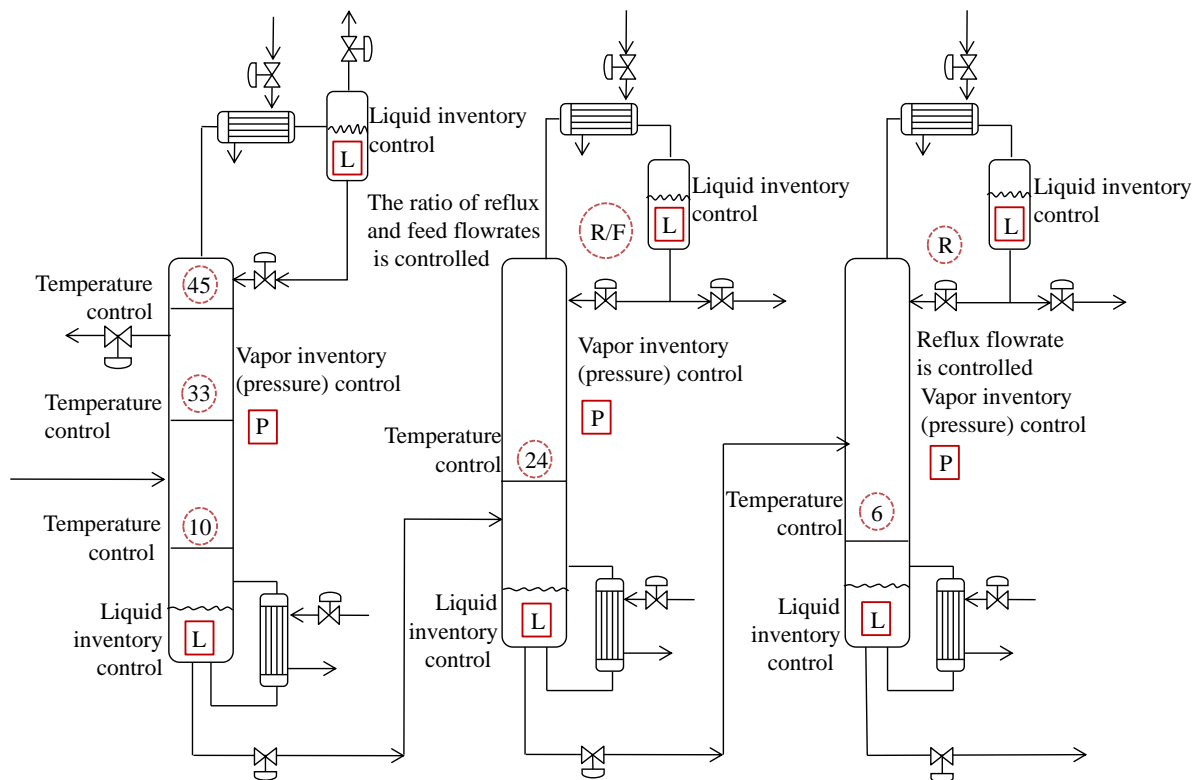 Liquid inventory
control
L
The ratio of reflux
and feed flowrates
is controlled
45
Temperature
control
Vapor inventory
(pressure) control
P
33
Temperature
control
10
Temperature
control
Liquid
inventory
control
L
Liquid inventory
control
L
R/F
Vapor inventory
(pressure) control
P
Temperature
control
24
Liquid
inventory
control
L
Liquid inventory
control
L
R
Reflux flowrate
is controlled
Vapor inventory
(pressure) control
P
Temperature
control
6
Liquid
inventory
control
L